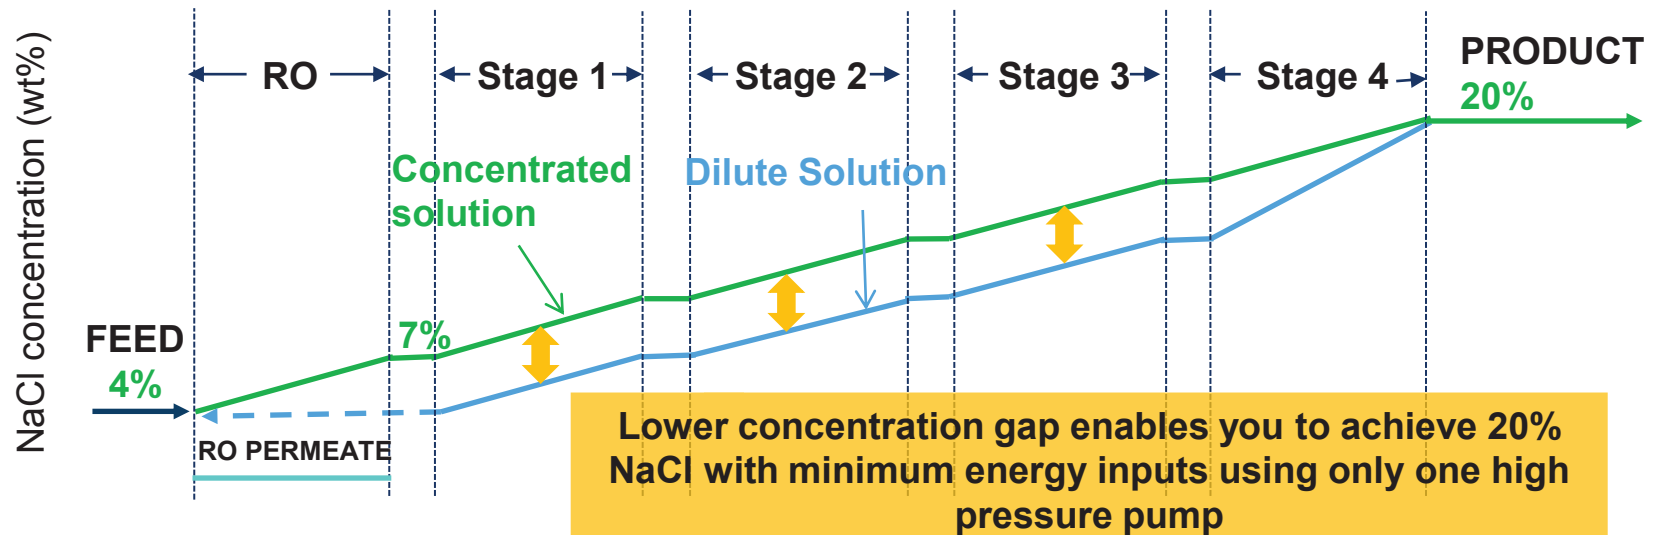 NaCl concentration (wt%)
RO
Stage 1
Stage 2
Stage 3
Stage 4
PRODUCT
20%
Concentrated
solution
Dilute Solution
FEED
4%
7%
RO PERMEATE
Lower concentration gap enables you to achieve 20%
NaCl with minimum energy inputs using only one high
pressure pump